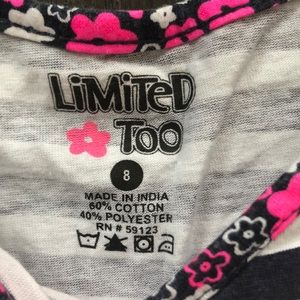 LiMiTeD
Too
8
MADE IN INDIA
60% COTTON
40% POLYESTER
RN # 59123